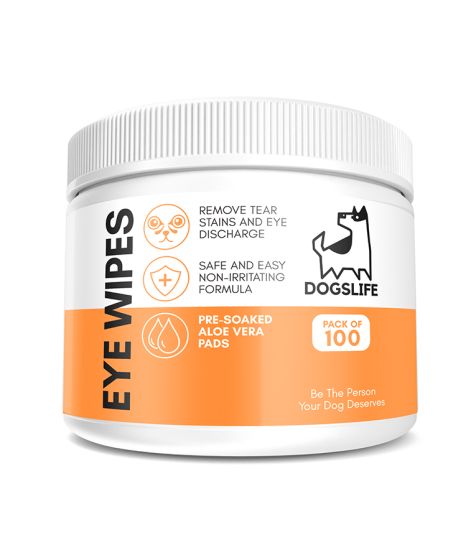 EYE WIPES
REMOVE TEAR
STAINS AND EYE
DISCHARGE
SAFE AND EASY
NON-IRRITATING
FORMULA
PRE-SOAKED
ALOE VERA
PADS
DOGSLIFE
PACK OF
100
Be The Person
Your Dog Deserves